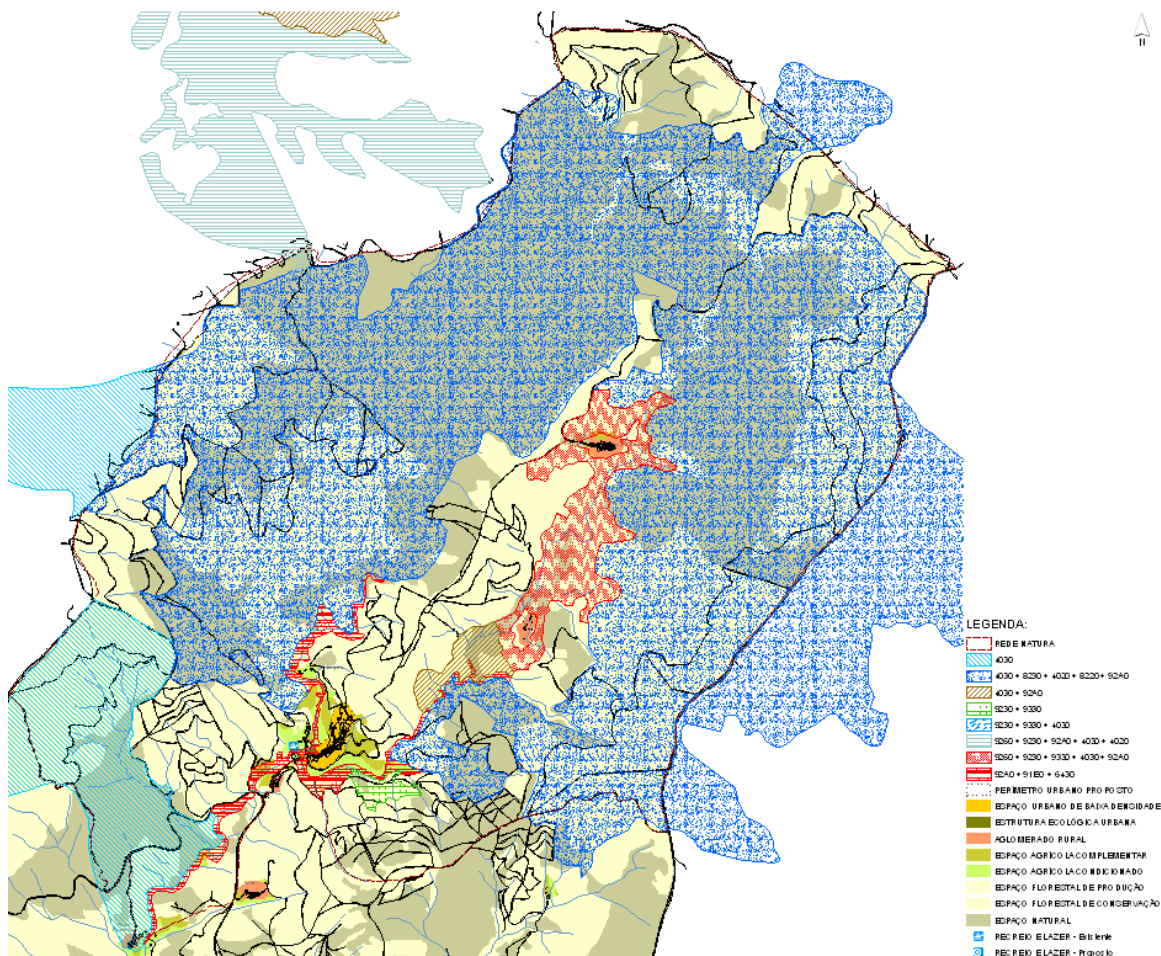 N
LEGENDA:
REDE NATURA
4030
4030 + 8230 + 4020 + 8220 + 92A0
4030 + 92A0
9230 + 9330
9230 + 9330 + 4030
9260 + 9230 + 92A0 + 4030 + 4020
9260 + 9230 + 9330 + 4030 + 92A0
92A0 + 91E0 + 6430
PERÍMETRO URBANO PROPOSTO
ESPAÇO URBANO DE BAIXA DENSIDADE
ESTRUTURA ECOLÓGICA URBANA
AGLOMERADO RURAL
ESPAÇO AGRÍCOLA COMPLEMENTAR
ESPAÇO AGRÍCOLA CONDICIONADO
ESPAÇO FLORESTAL DE PRODUÇÃO
ESPAÇO FLORESTAL DE CONSERVAÇÃO
ESPAÇO NATURAL
RECREIO E LAZER - Existente
RECREIO E LAZER - Proposto